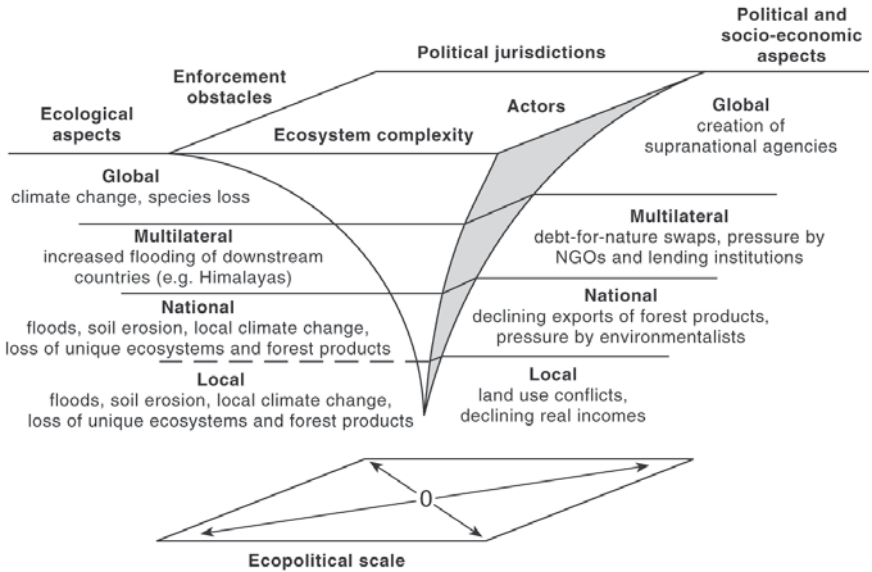 Political and
socio-economic
aspects
Political jurisdictions
Enforcement
obstacles
Ecological
aspects
Ecosystem complexity
Actors
Global
creation of
supranational agencies
Global
climate change, species loss
Multilateral
increased flooding of downstream
countries (e.g. Himalayas)
Multilateral
debt-for-nature swaps, pressure by
NGOs and lending institutions
National
floods, soil erosion, local climate change,
loss of unique ecosystems and forest products
National
declining exports of forest products,
pressure by environmentalists
Local
floods, soil erosion, local climate change,
loss of unique ecosystems and forest products
Local
land use conflicts,
declining real incomes
0
Ecopolitical scale